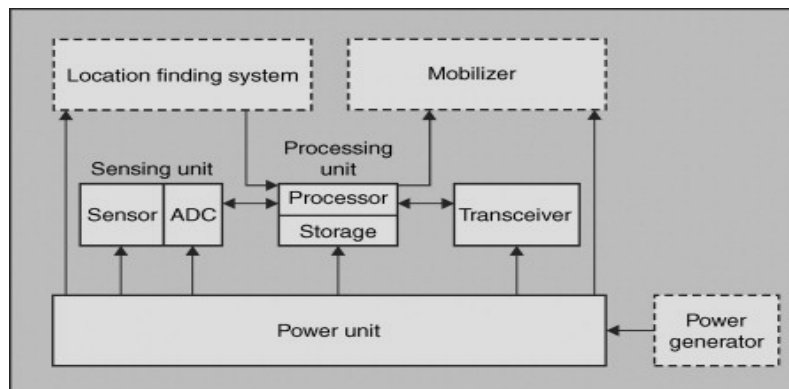 Location finding system
Mobilizer
Sensing unit
Processing
unit
Sensor
ADC
Processor
Storage
Transceiver
Power unit
Power
generator